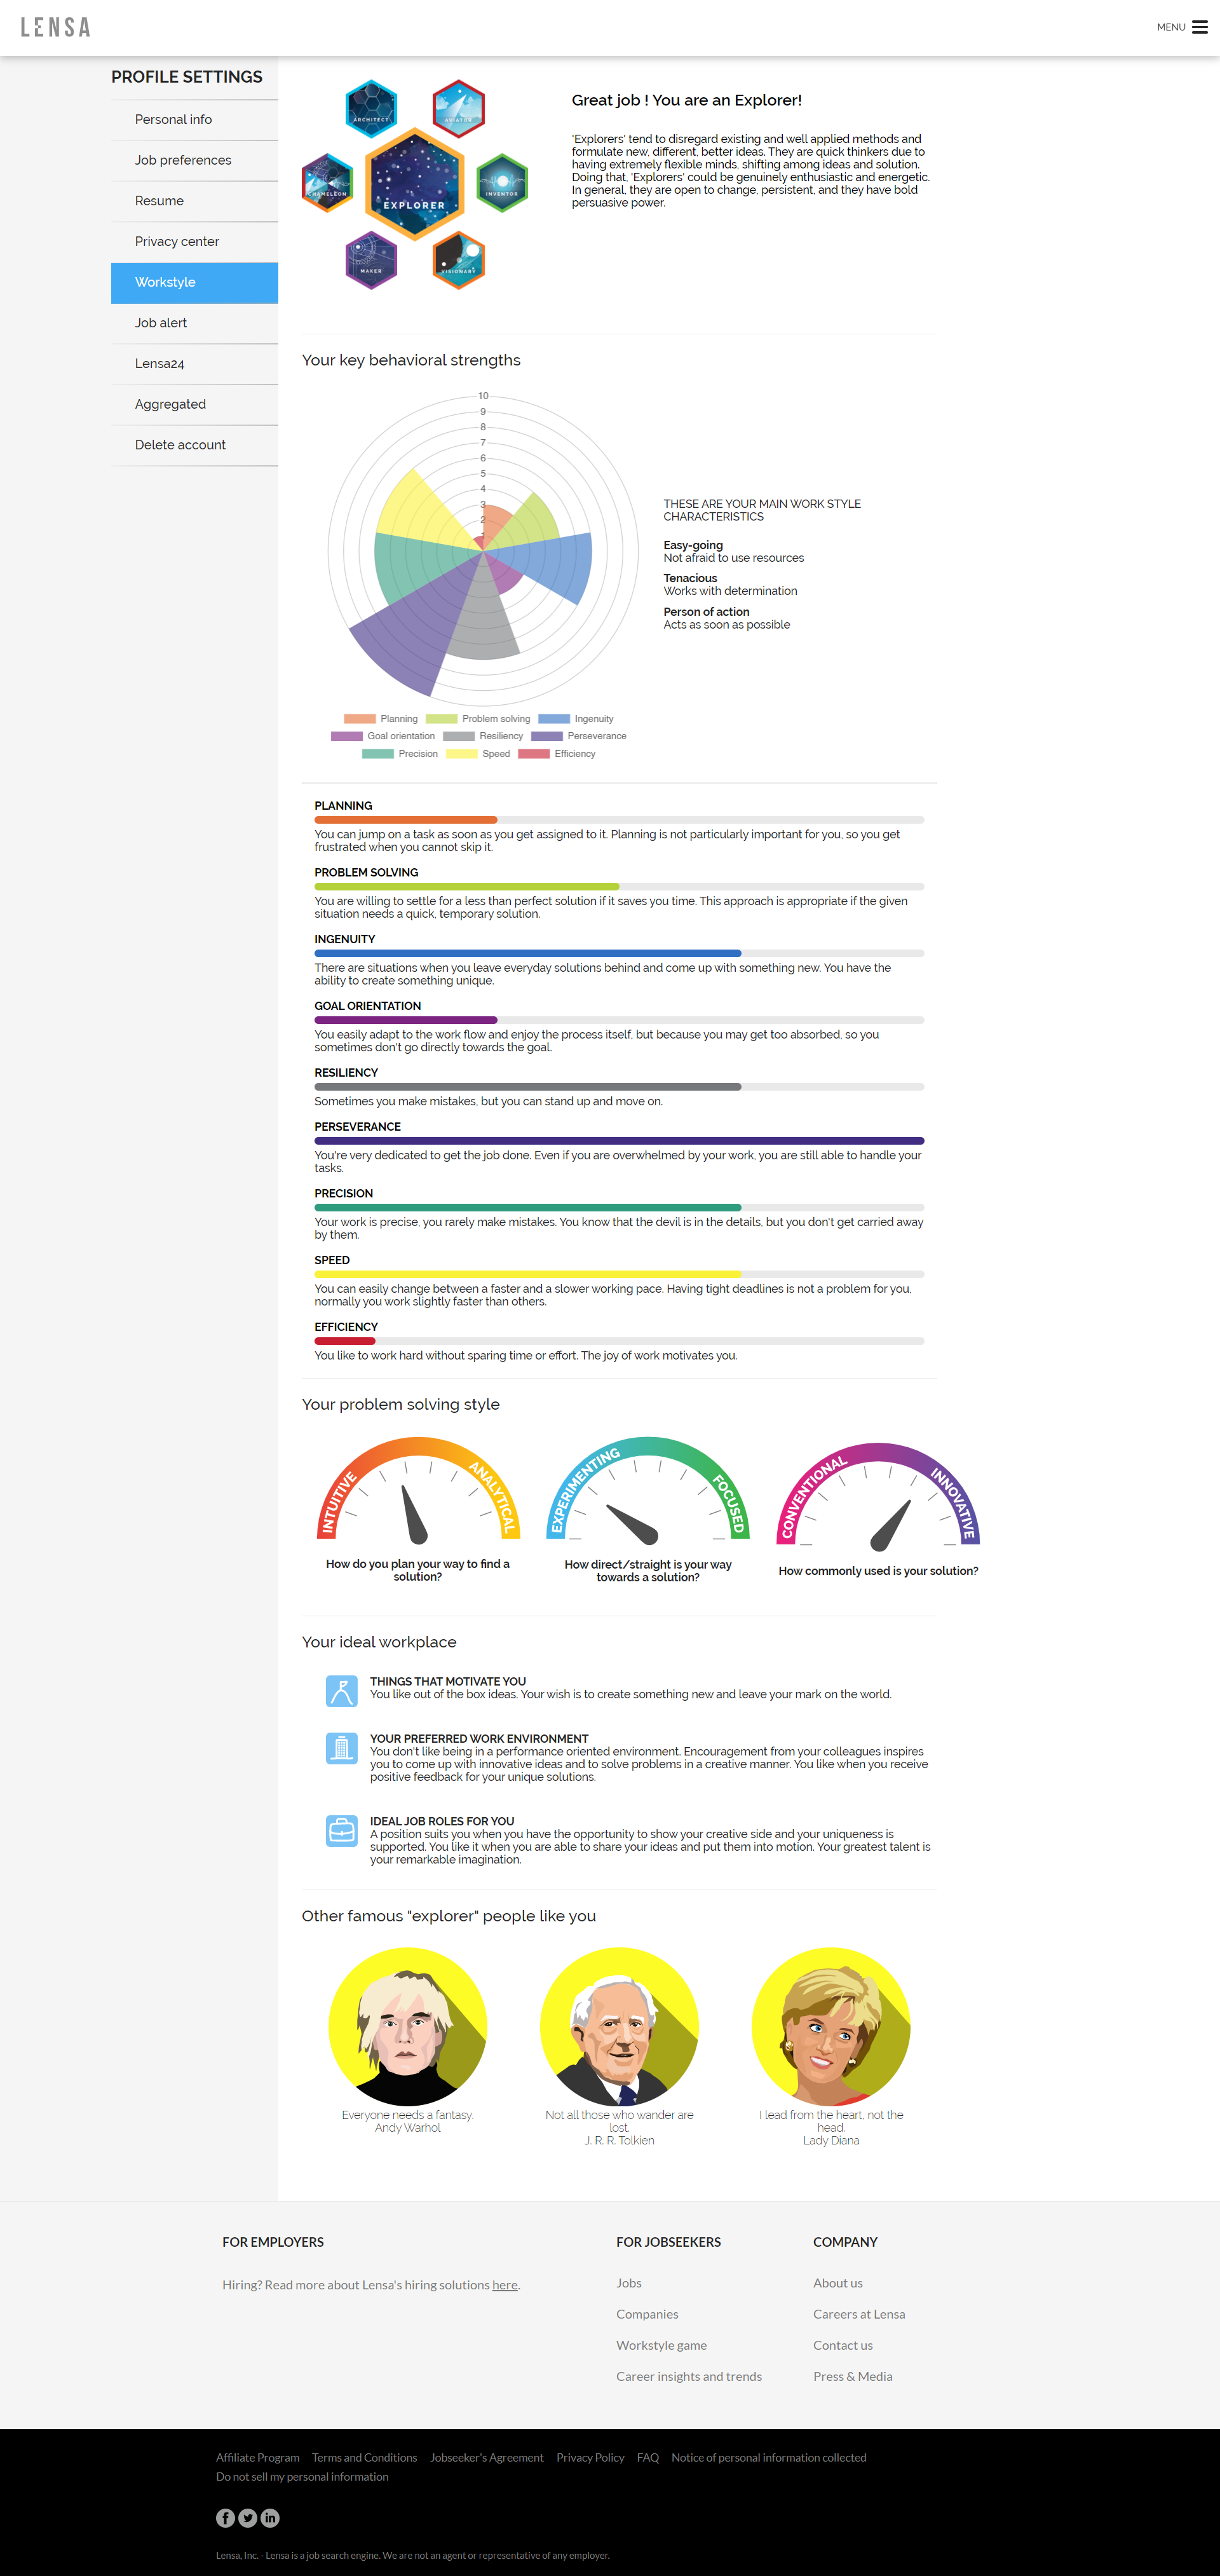 LENSA
MENU
PROFILE SETTINGS
Personal info
Job preferences
Resume
Privacy center
Workstyle
Job alert
Lensa24
Aggregated
Delete account
ARCHITECT
AVIATOR
CHAMELEON
EXPLORER
INVENTOR
MAKER
VISIONARY
Great job ! You are an Explorer!
'Explorers' tend to disregard existing and well applied methods and
formulate new, different, better ideas. They are quick thinkers due to
having extremely flexible minds, shifting among ideas and solution.
Doing that, 'Explorers' could be genuinely enthusiastic and energetic.
In general, they are open to change, persistent, and they have bold
persuasive power.
Your key behavioral strengths
10
9
8
7
6
5
4
3
2
1
Planning Problem solving Ingenuity
Goal orientation Resiliency Perseverance
Precision Speed Efficiency
THESE ARE YOUR MAIN WORK STYLE
CHARACTERISTICS
Easy-going
Not afraid to use resources
Tenacious
Works with determination
Person of action
Acts as soon as possible
PLANNING
You can jump on a task as soon as you get assigned to it. Planning is not particularly important for you, so you get
frustrated when you cannot skip it.
PROBLEM SOLVING
You are willing to settle for a less than perfect solution if it saves you time. This approach is appropriate if the given
situation needs a quick, temporary solution.
INGENUITY
There are situations when you leave everyday solutions behind and come up with something new. You have the
ability to create something unique.
GOAL ORIENTATION
You easily adapt to the work flow and enjoy the process itself, but because you may get too absorbed, so you
sometimes don't go directly towards the goal.
RESILIENCY
Sometimes you make mistakes, but you can stand up and move on.
PERSEVERANCE
You're very dedicated to get the job done. Even if you are overwhelmed by your work, you are still able to handle your
tasks.
PRECISION
Your work is precise, you rarely make mistakes. You know that the devil is in the details, but you don't get carried away
by them.
SPEED
You can easily change between a faster and a slower working pace. Having tight deadlines is not a problem for you,
normally you work slightly faster than others.
EFFICIENCY
You like to work hard without sparing time or effort. The joy of work motivates you.
Your problem solving style
INTUITIVE
ANALYTICAL
How do you plan your way to find a
solution?
EXPERIMENTING
FOCUSED
How direct/straight is your way
towards a solution?
CONVENTIONAL
INNOVATIVE
How commonly used is your solution?
Your ideal workplace
THINGS THAT MOTIVATE YOU
You like out of the box ideas. Your wish is to create something new and leave your mark on the world.
YOUR PREFERRED WORK ENVIRONMENT
You don't like being in a performance oriented environment. Encouragement from your colleagues inspires
you to come up with innovative ideas and to solve problems in a creative manner. You like when you receive
positive feedback for your unique solutions.
IDEAL JOB ROLES FOR YOU
A position suits you when you have the opportunity to show your creative side and your uniqueness is
supported. You like it when you are able to share your ideas and put them into motion. Your greatest talent is
your remarkable imagination.
Other famous "explorer" people like you
Everyone needs a fantasy.
Andy Warhol
Not all those who wander are
lost.
J. R. R. Tolkien
I lead from the heart, not the
head.
Lady Diana
FOR EMPLOYERS
Hiring? Read more about Lensa's hiring solutions here.
FOR JOBSEEKERS
Jobs
Companies
Workstyle game
Career insights and trends
COMPANY
About us
Careers at Lensa
Contact us
Press & Media
Affiliate Program Terms and Conditions Jobseeker's Agreement Privacy Policy FAQ Notice of personal information collected
Do not sell my personal information
Lensa, Inc. - Lensa is a job search engine. We are not an agent or representative of any employer.